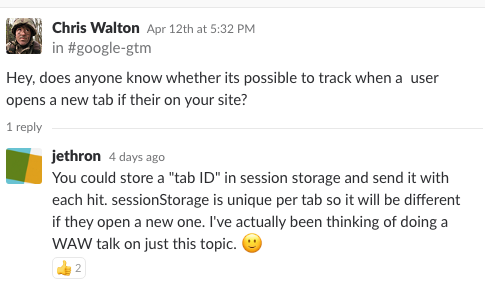 Chris Walton Apr 12th at 5:32 PM
in #google-gtm
Hey, does anyone know whether its possible to track when a user
opens a new tab if their on your site?
1 reply
jethron 4 days ago
You could store a "tab ID" in session storage and send it with
each hit. sessionStorage is unique per tab so it will be different
if they open a new one. I've actually been thinking of doing a
WAW talk on just this topic. 🙂
👍 2